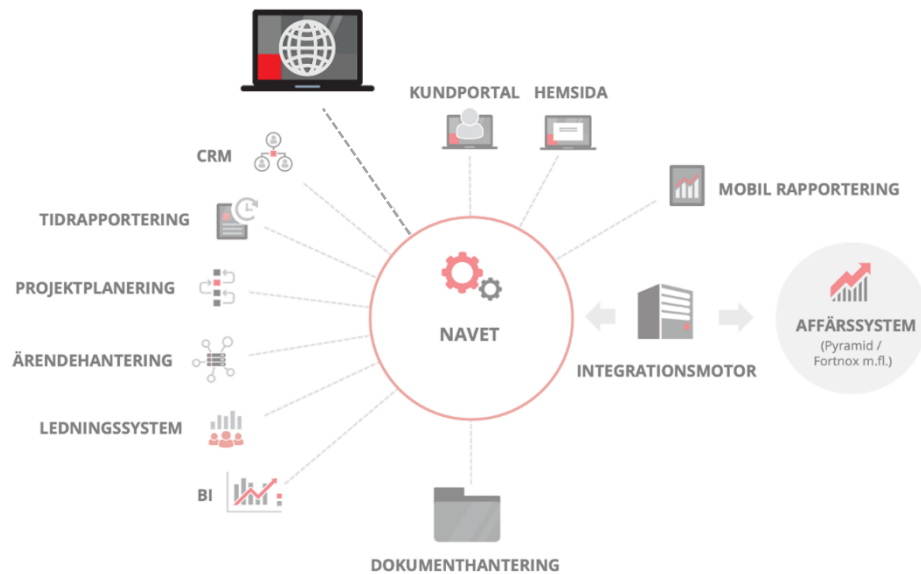 KUNDPORTAL
HEMSIDA
CRM
MOBIL RAPPORTERING
TIDRAPPORTERING
PROJEKTPLANERING
NAVET
AFFÄRSSYSTEM
(Pyramid /
Fortnox m.fl.)
ÄRENDEHANTERING
INTEGRATIONSMOTOR
LEDNINGSSYSTEM
BI
DOKUMENTHANTERING